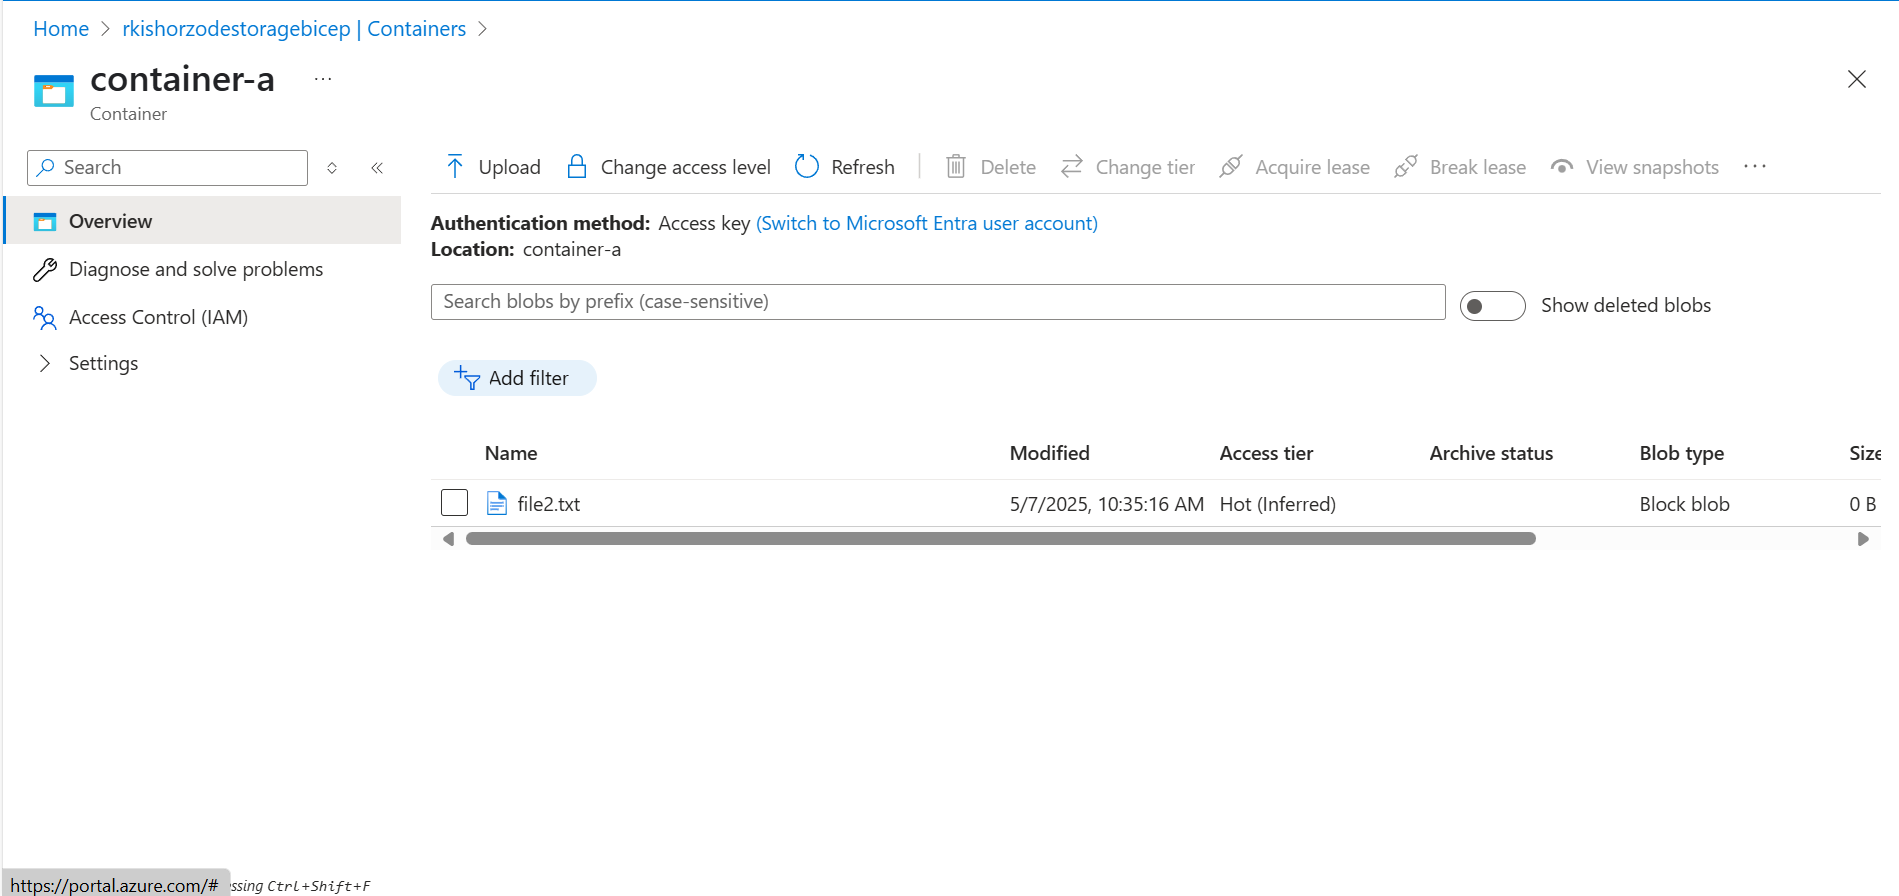 Home > rkishorzodestoragebicep | Containers >
container-a ...
Container
Search
Overview
Diagnose and solve problems
Access Control (IAM)
Settings
Upload Change access level Refresh Delete Change tier Acquire lease Break lease View snapshots ...
Authentication method: Access key (Switch to Microsoft Entra user account)
Location: container-a
Search blobs by prefix (case-sensitive) Show deleted blobs
Add filter
Name Modified Access tier Archive status Blob type Size
file2.txt 5/7/2025, 10:35:16 AM Hot (Inferred) Block blob 0 B
https://portal.azure.com/# Ctrl+Shift+F